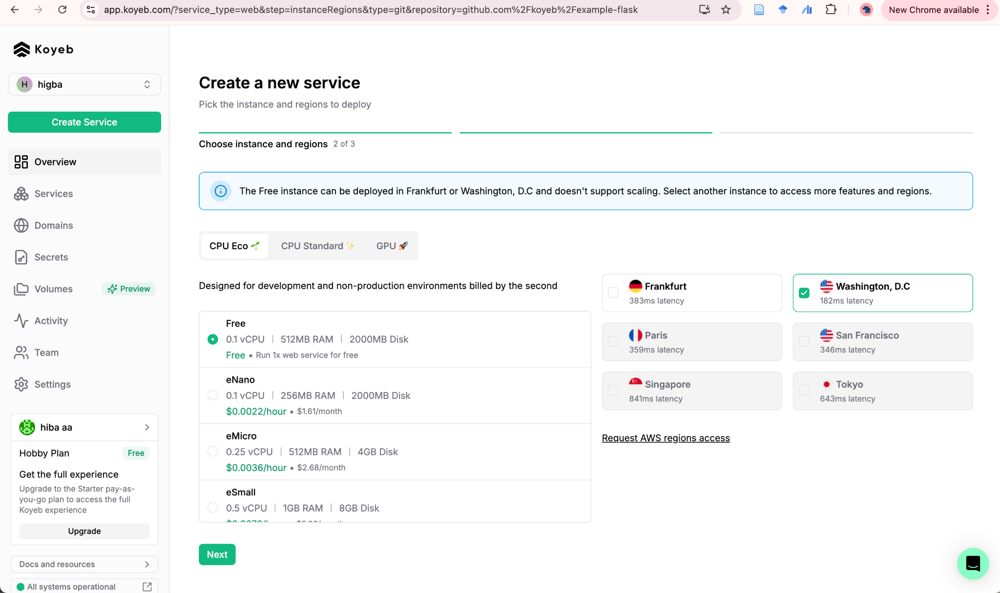 app.koyeb.com/?service_type=web&step=instanceRegions&type=git&repository=github.com%2Fkoyeb%2Fexample-flask
New Chrome available
Koyeb
H higba
Create Service
Overview
Services
Domains
Secrets
Volumes Preview
Activity
Team
Settings
hiba aa
Hobby Plan Free
Get the full experience
Upgrade to the Starter pay-as-
you-go plan to access the full
Koyeb experience
Upgrade
Docs and resources
All systems operational
Create a new service
Pick the instance and regions to deploy
Choose instance and regions 2 of 3
The Free instance can be deployed in Frankfurt or Washington, D.C and doesn't support scaling. Select another instance to access more features and regions.
CPU Eco CPU Standard GPU
Designed for development and non-production environments billed by the second
Free
0.1 vCPU | 512MB RAM | 2000MB Disk
Free • Run 1x web service for free
eNano
0.1 vCPU | 256MB RAM | 2000MB Disk
$0.0022/hour • $1.61/month
eMicro
0.25 vCPU | 512MB RAM | 4GB Disk
$0.0036/hour • $2.68/month
eSmall
0.5 vCPU | 1GB RAM | 8GB Disk
Next
Frankfurt
383ms latency
Washington, D.C
182ms latency
Paris
359ms latency
San Francisco
346ms latency
Singapore
841ms latency
Tokyo
643ms latency
Request AWS regions access